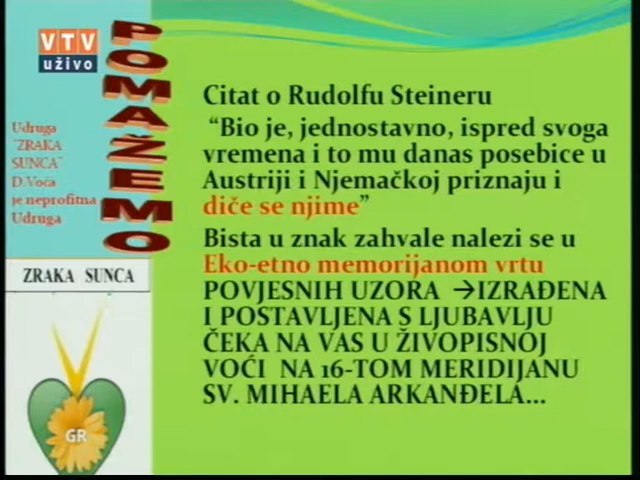 VTV
uživo
POMAŽEMO
Udruga
"ZRAKA
SUNCA"
D.Voća
je neprofitna
Udruga
ZRAKA SUNCA
GR
Citat o Rudolfu Steineru
“Bio je, jednostavno, ispred svoga
vremena i to mu danas posebice u
Austriji i Njemačkoj priznaju i
diče se njime”
Bista u znak zahvale nalezi se u
Eko-etno memorijanom vrtu
POVJESNIH UZORA →IZRAĐENA
I POSTAVLJENA S LJUBAVLJU
ČEKA NA VAS U ŽIVOPISNOJ
VOĆI NA 16-TOM MERIDIJANU
SV. MIHAELA ARKANĐELA...